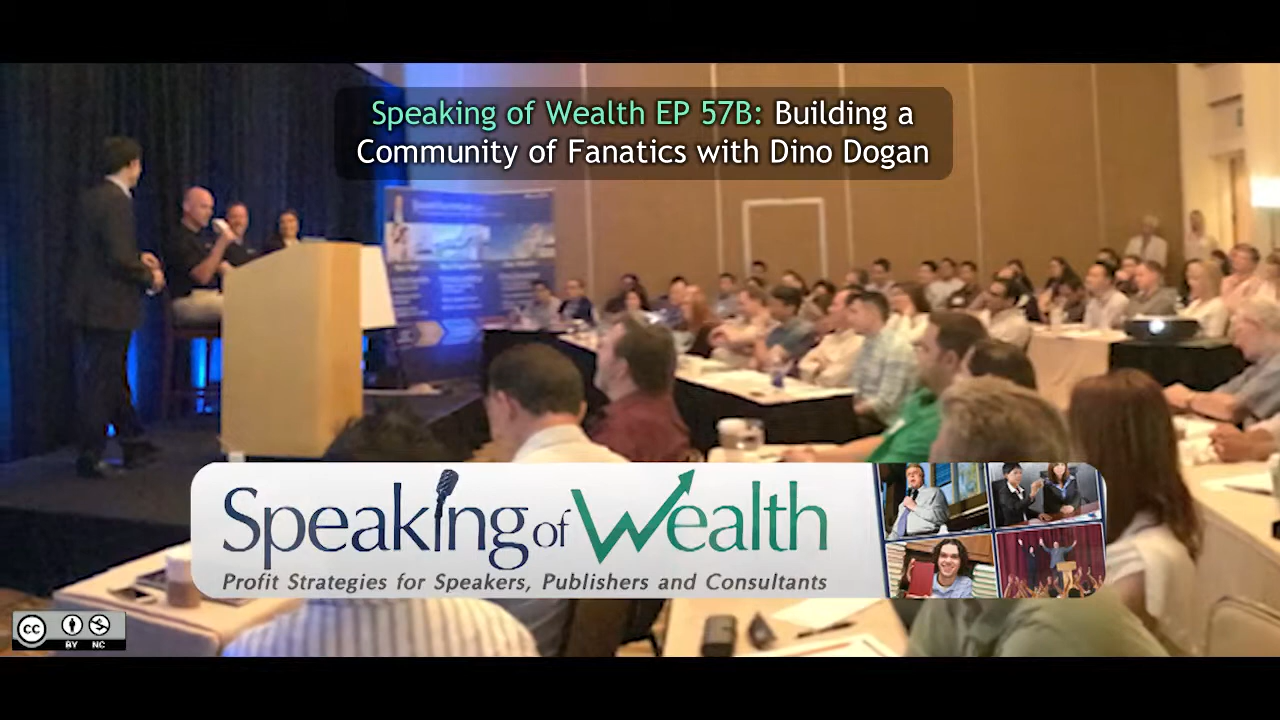 Speaking of Wealth EP 57B: Building a
Community of Fanatics with Dino Dogan
Speaking of Wealth
Profit Strategies for Speakers, Publishers and Consultants
cc
BY NC